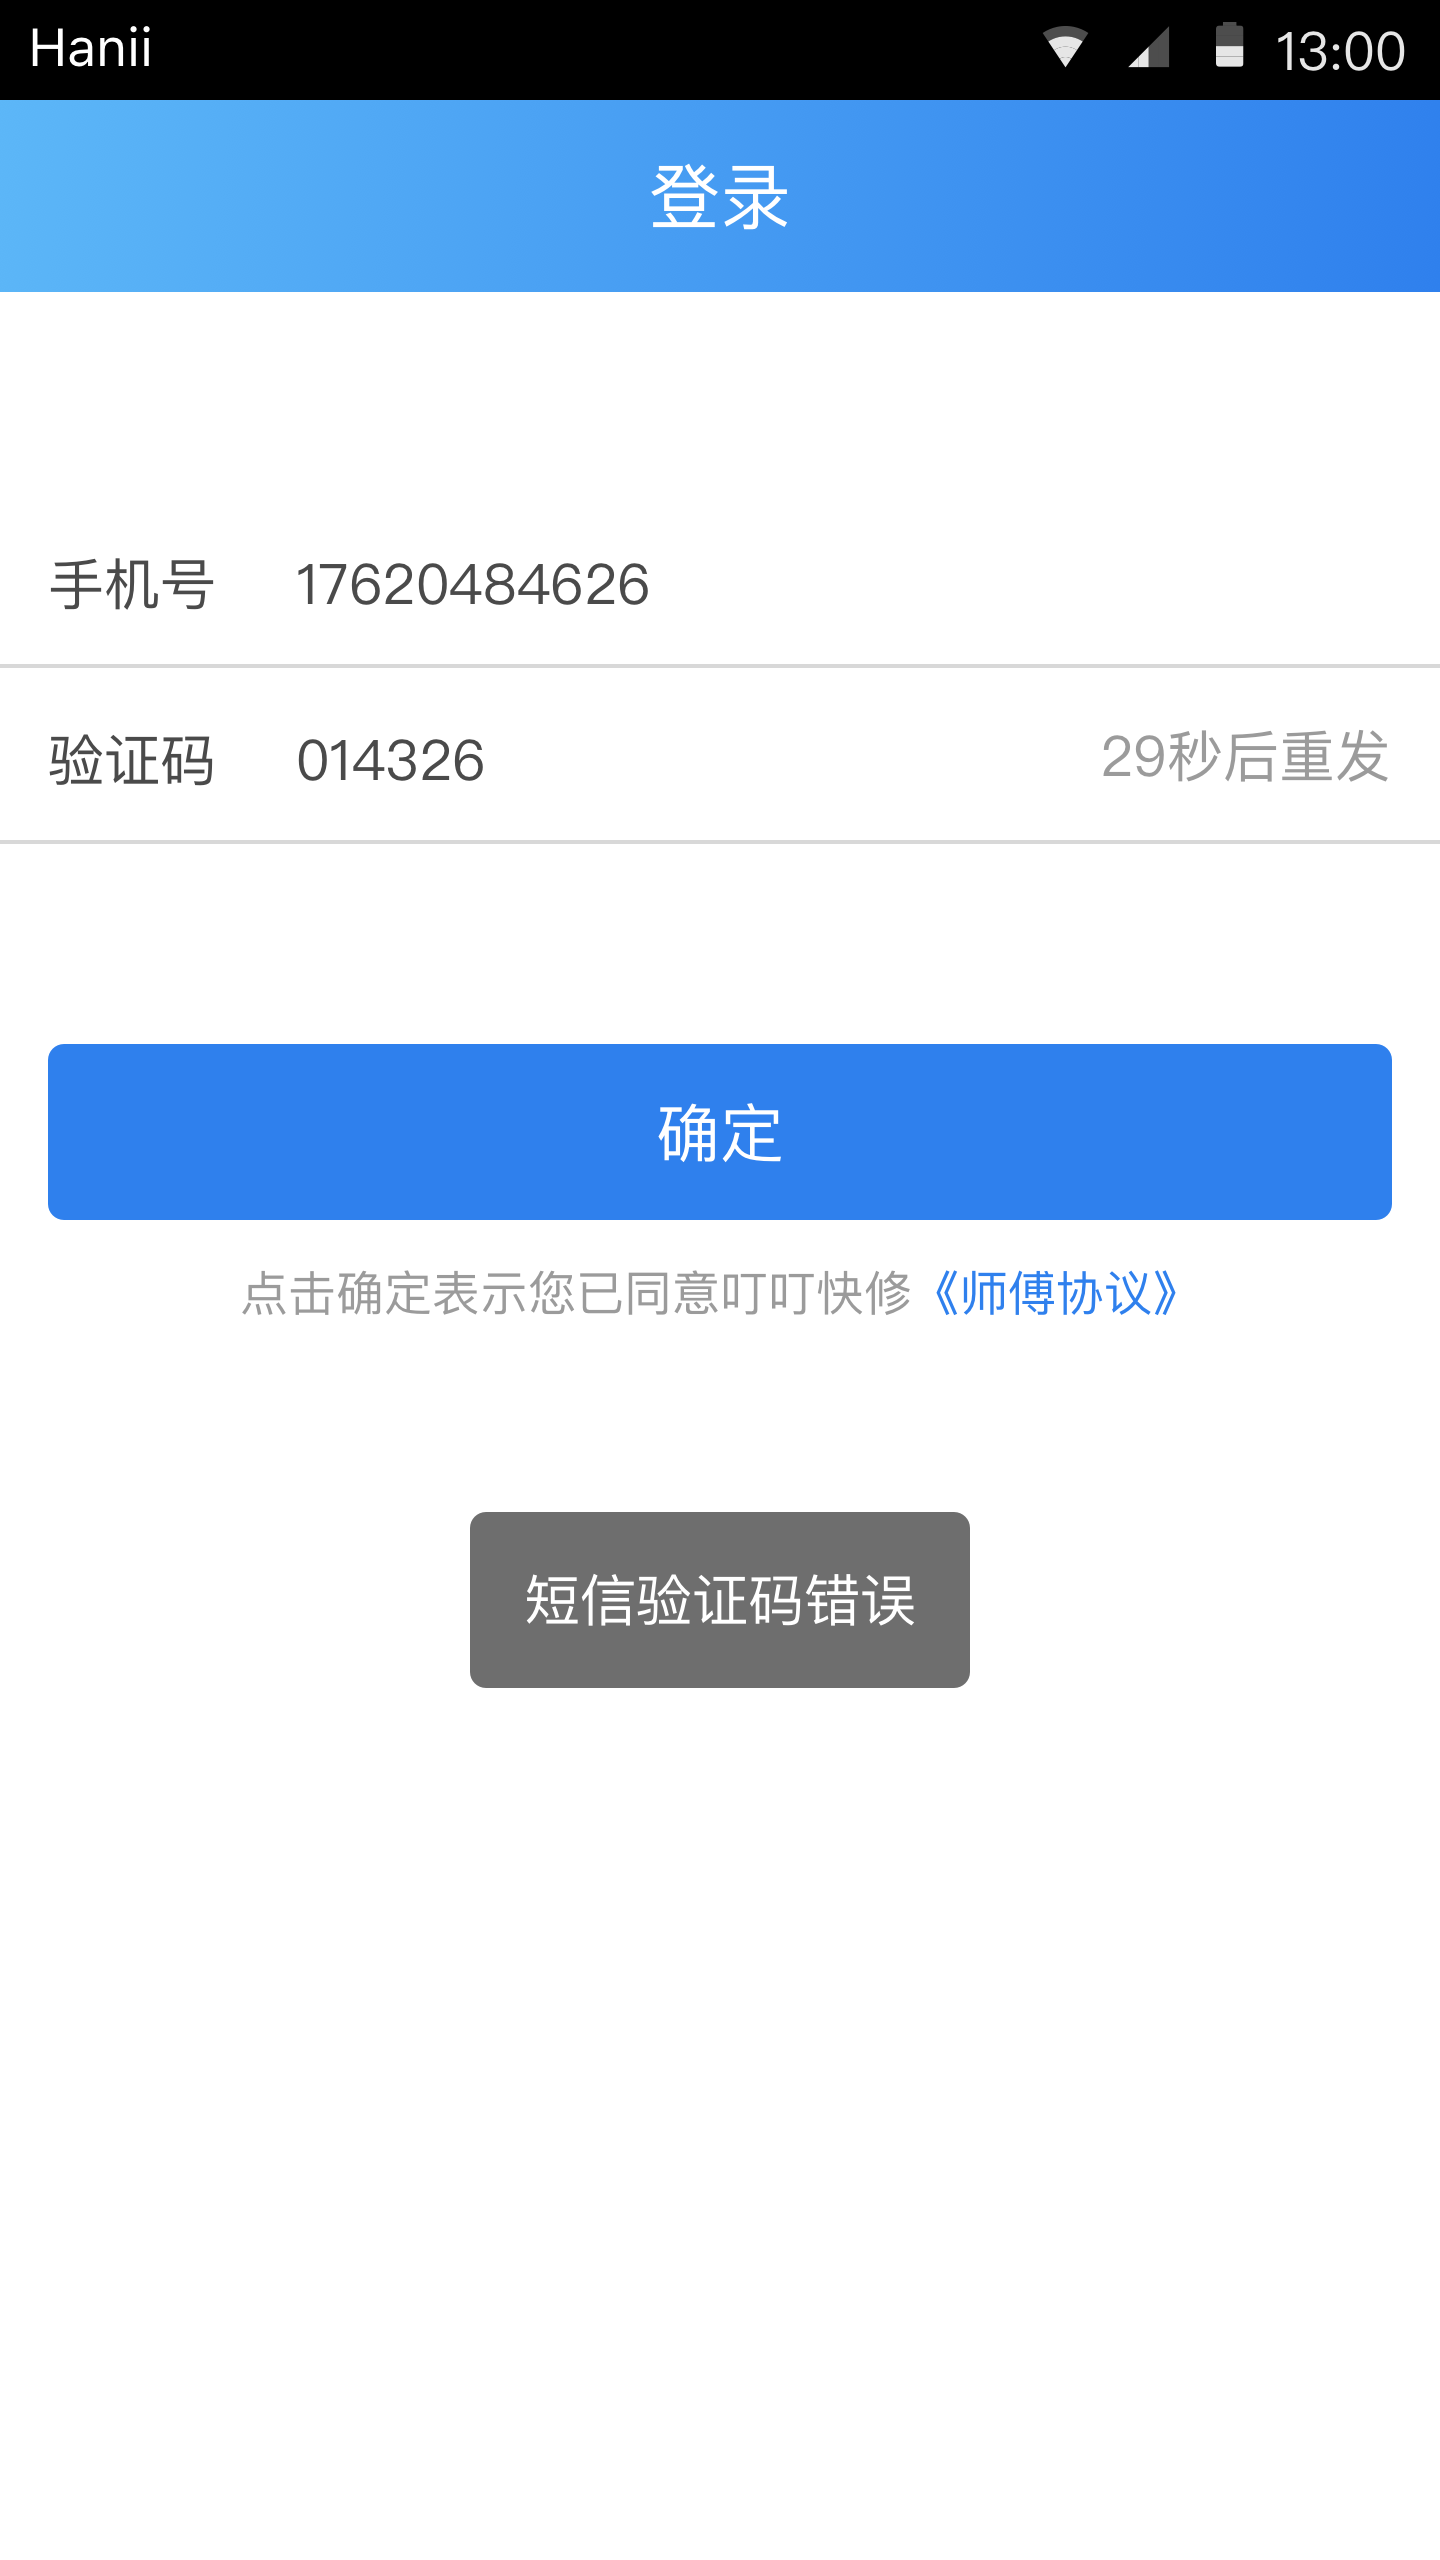 Hanii 13:00
登录
手机号 17620484626
验证码 014326 29秒后重发
确定
点击确定表示您已同意叮叮快修《师傅协议》
短信验证码错误